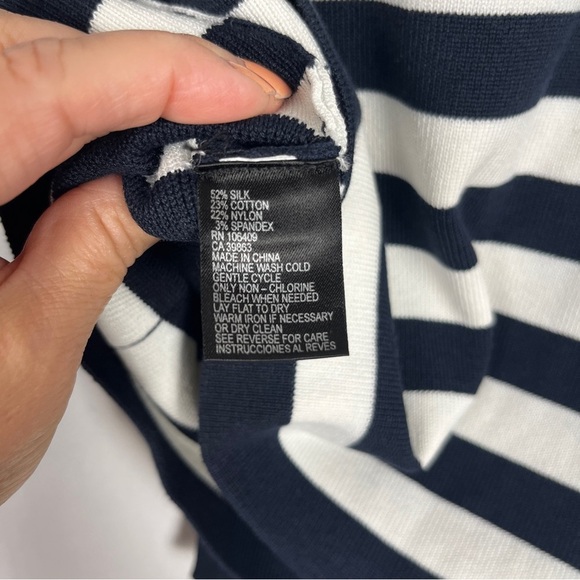 52% SILK
23% COTTON
22% NYLON
3% SPANDEX
RN 106409
CA 39863
MADE IN CHINA
MACHINE WASH COLD
GENTLE CYCLE
ONLY NON – CHLORINE
BLEACH WHEN NEEDED
LAY FLAT TO DRY
WARM IRON IF NECESSARY
OR DRY CLEAN
SEE REVERSE FOR CARE
INSTRUCCIONES AL REVES